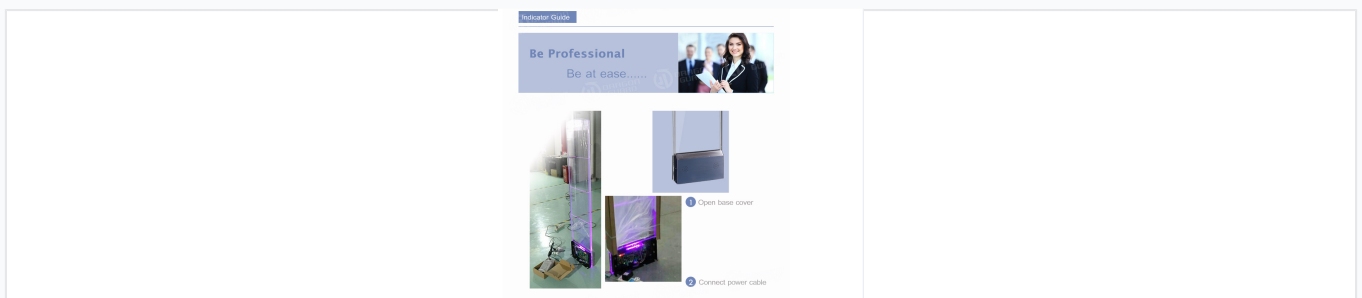 Indicator Guide
Be Professional
Be at ease......
1 Open base cover
2 Connect power cable